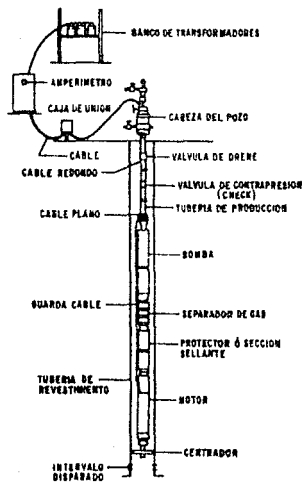 BANCO DE TRANSFORMADORES
AMPERIMETRO
CAJA DE UNION
CABEZA DEL POZO
CABLE
VALVULA DE DRENE
CABLE REDONDO
VALVULA DE CONTRAPRESION
(CHECK)
TUBERIA DE PRODUCCION
CABLE PLANO
BOMBA
GUARDA CABLE
SEPARADOR DE GAS
PROTECTOR Ó SECCION
SELLANTE
TUBERIA DE
REVESTIMIENTO
MOTOR
CENTRADOR
INTERVALO
DISPARADO